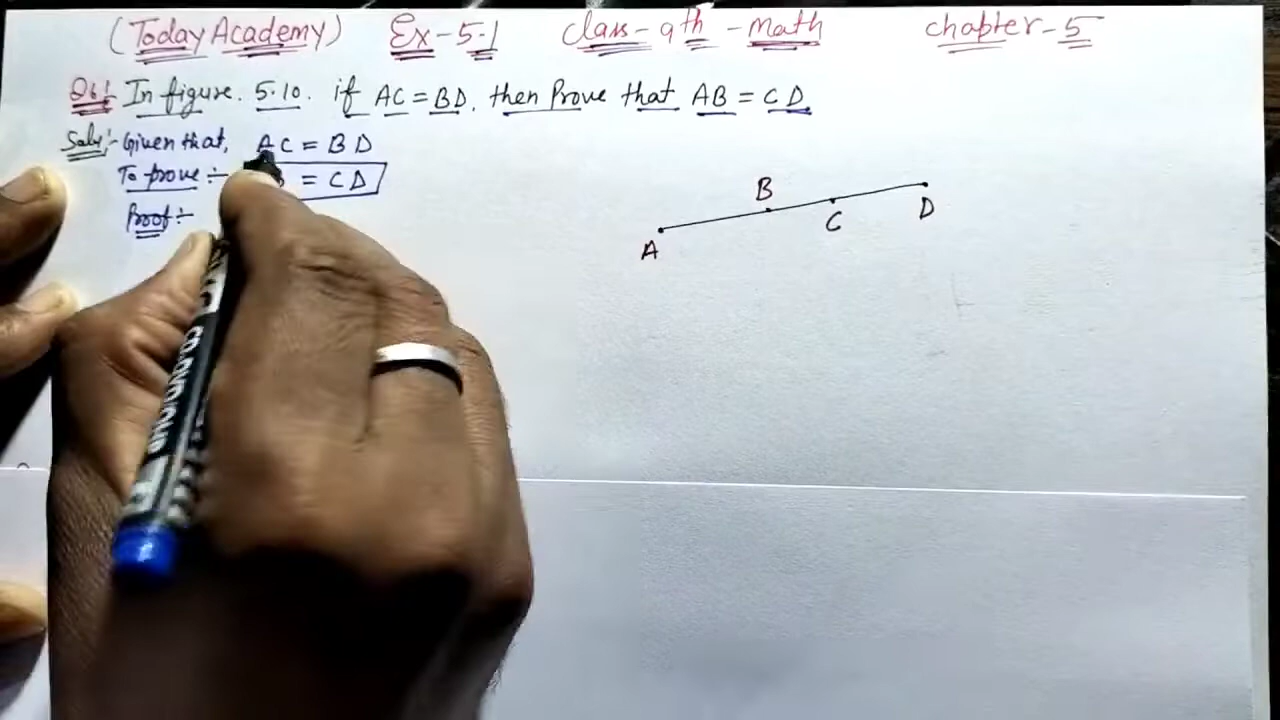 (Today Academy) Ex-5.1 class-9th-math chapter-5
Q6:- In figure. 5.10. if AC = BD, then Prove that AB = CD
Given that, AC = BD
To prove :- = CD
Proof:-
B
D
C
A